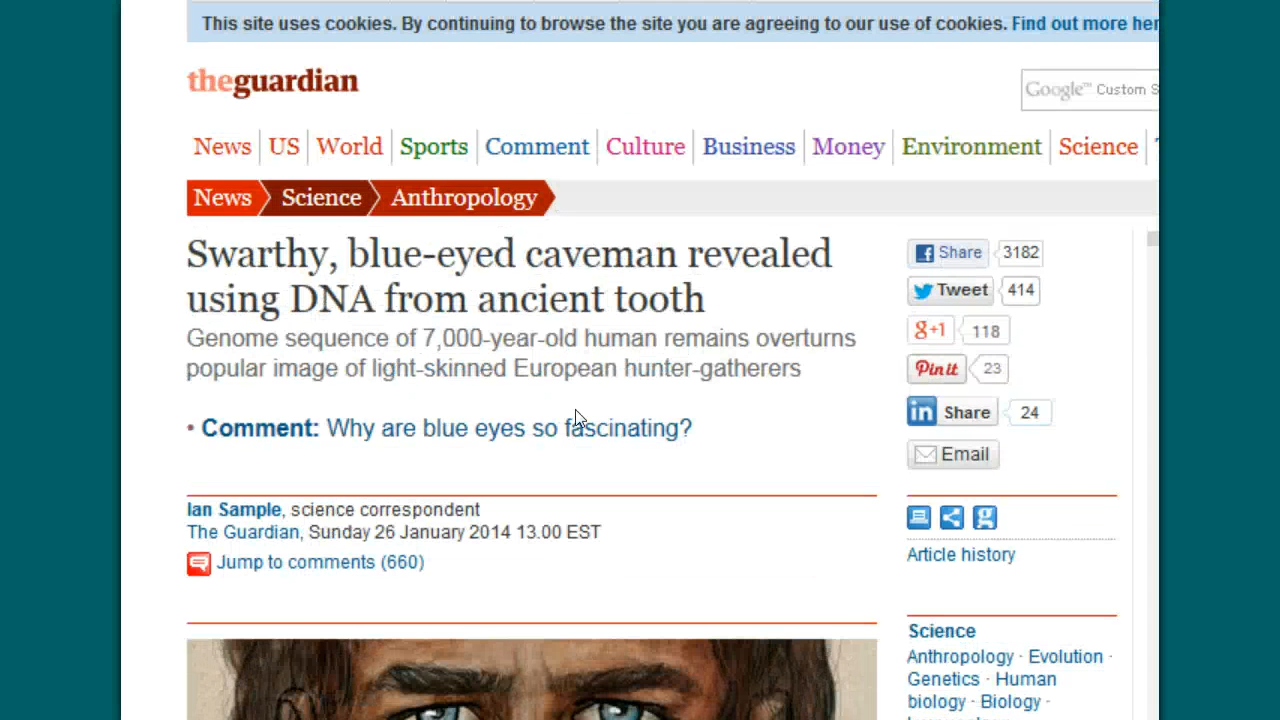 This site uses cookies. By continuing to browse the site you are agreeing to our use of cookies. Find out more her
theguardian
Google™ Custom S
News US World Sports Comment Culture Business Money Environment Science
News Science Anthropology
Swarthy, blue-eyed caveman revealed
using DNA from ancient tooth
Genome sequence of 7,000-year-old human remains overturns
popular image of light-skinned European hunter-gatherers
• Comment: Why are blue eyes so fascinating?
Ian Sample, science correspondent
The Guardian, Sunday 26 January 2014 13.00 EST
Jump to comments (660)
Share 3182
Tweet 414
g+1 118
Pin it 23
in Share 24
Email
Article history
Science
Anthropology · Evolution ·
Genetics · Human
biology · Biology ·